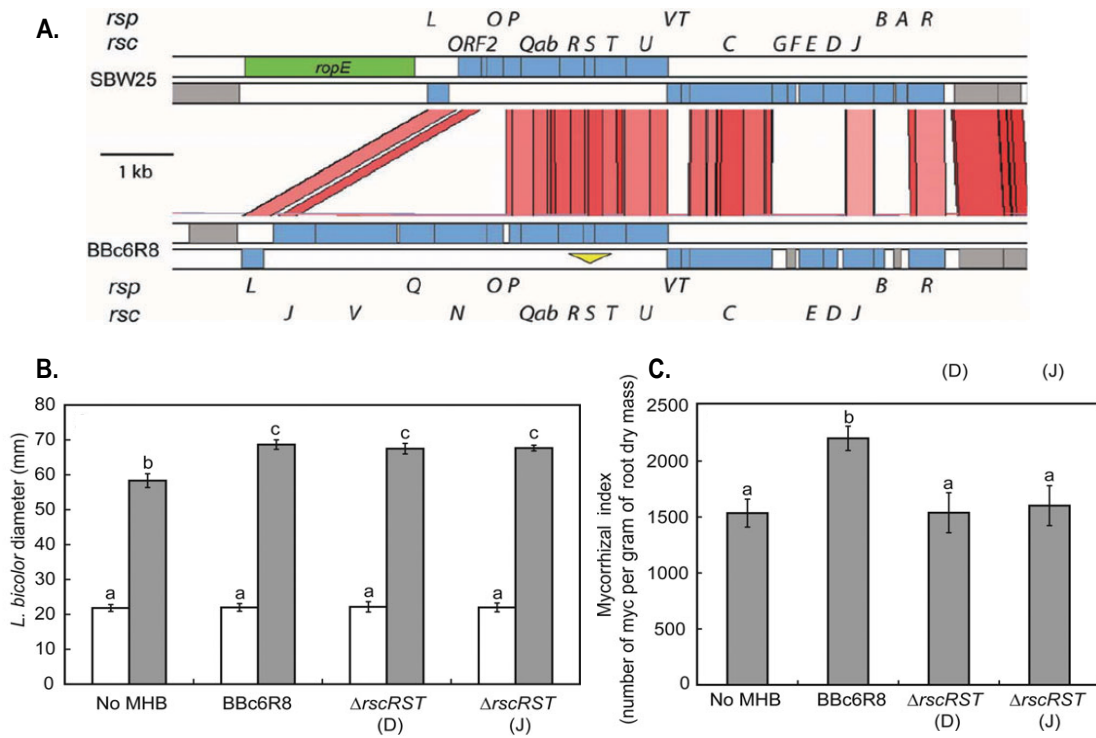 A.
rsp L O P V T B A R
rsc ORF2 Qab R S T U C G F E D J
SBW25
ropE
1 kb
BBc6R8
rsp L Q O P V T B R
rsc J V N Qab R S T U C E D J
B.
L. bicolor diameter (mm)
80
70
60
50
40
30
20
10
0
a b
a c
a c
a c
No MHB BBc6R8 ΔrscRST ΔrscRST
(D) (J)
C.
(D) (J)
Mycorrhizal index
(number of myc per gram of root dry mass)
2500
2000
1500
1000
500
0
a b a a
No MHB BBc6R8 ΔrscRST ΔrscRST
(D) (J)